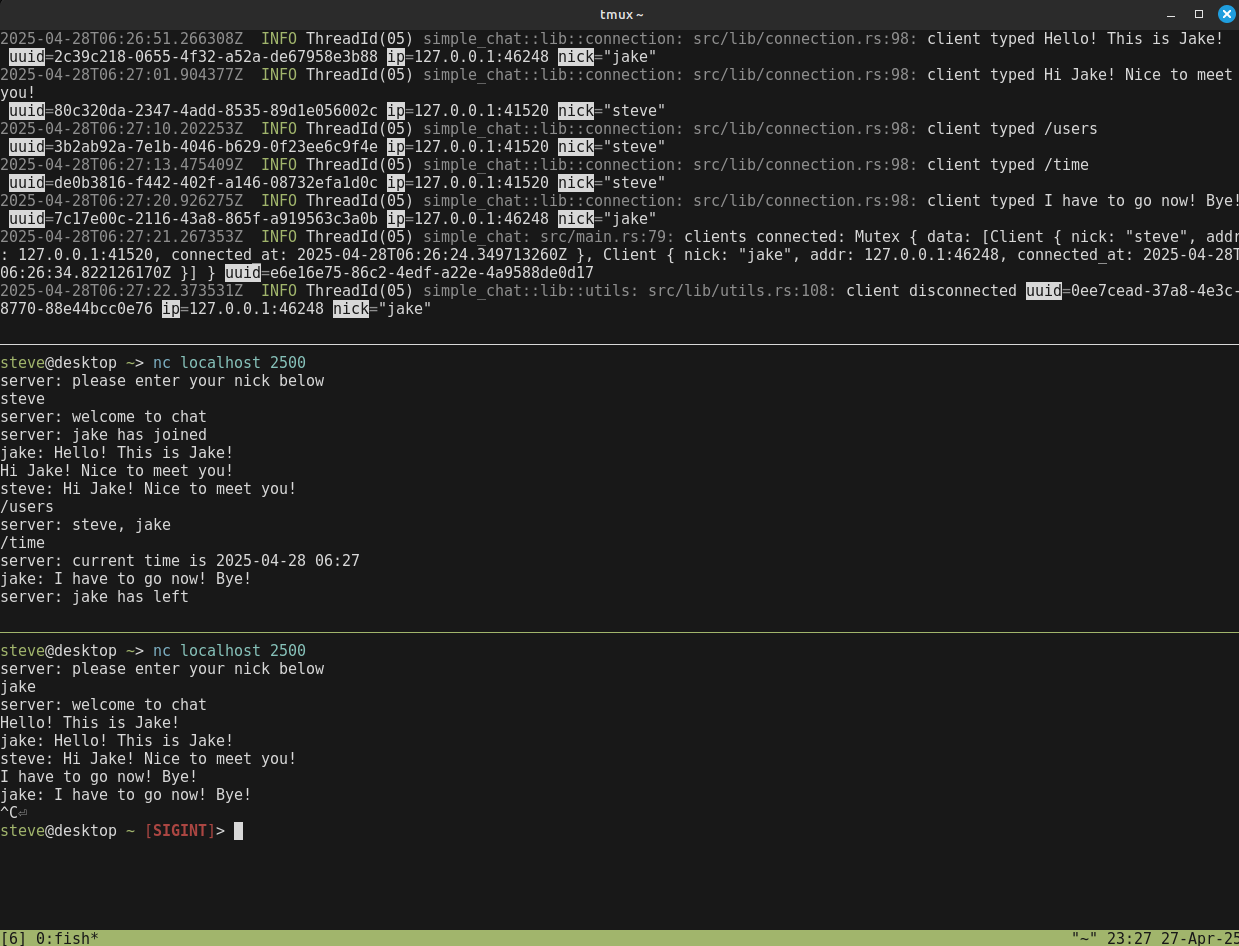 tmux ~
2025-04-28T06:26:51.266308Z  INFO ThreadId(05) simple_chat::lib::connection: src/lib/connection.rs:98: client typed Hello! This is Jake!
 uuid=2c39c218-0655-4f32-a52a-de67958e3b88 ip=127.0.0.1:46248 nick="jake"
2025-04-28T06:27:01.904377Z  INFO ThreadId(05) simple_chat::lib::connection: src/lib/connection.rs:98: client typed Hi Jake! Nice to meet
you!
 uuid=80c320da-2347-4add-8535-89d1e056002c ip=127.0.0.1:41520 nick="steve"
2025-04-28T06:27:10.202253Z  INFO ThreadId(05) simple_chat::lib::connection: src/lib/connection.rs:98: client typed /users
 uuid=3b2ab92a-7e1b-4046-b629-0f23ee6c9f4e ip=127.0.0.1:41520 nick="steve"
2025-04-28T06:27:13.475409Z  INFO ThreadId(05) simple_chat::lib::connection: src/lib/connection.rs:98: client typed /time
 uuid=de0b3816-f442-402f-a146-08732efa1d0c ip=127.0.0.1:41520 nick="steve"
2025-04-28T06:27:20.926275Z  INFO ThreadId(05) simple_chat::lib::connection: src/lib/connection.rs:98: client typed I have to go now! Bye!
 uuid=7c17e00c-2116-43a8-865f-a919563c3a0b ip=127.0.0.1:46248 nick="jake"
2025-04-28T06:27:21.267353Z  INFO ThreadId(05) simple_chat: src/main.rs:79: clients connected: Mutex { data: [Client { nick: "steve", addr
: 127.0.0.1:41520, connected_at: 2025-04-28T06:26:24.349713260Z }, Client { nick: "jake", addr: 127.0.0.1:46248, connected_at: 2025-04-28T
06:26:34.822126170Z }] } uuid=e6e16e75-86c2-4edf-a22e-4a9588de0d17
2025-04-28T06:27:22.373531Z  INFO ThreadId(05) simple_chat::lib::utils: src/lib/utils.rs:108: client disconnected uuid=0ee7cead-37a8-4e3c-
8770-88e44bcc0e76 ip=127.0.0.1:46248 nick="jake"
steve@desktop ~> nc localhost 2500
server: please enter your nick below
steve
server: welcome to chat
server: jake has joined
jake: Hello! This is Jake!
Hi Jake! Nice to meet you!
steve: Hi Jake! Nice to meet you!
/users
server: steve, jake
/time
server: current time is 2025-04-28 06:27
jake: I have to go now! Bye!
server: jake has left
steve@desktop ~> nc localhost 2500
server: please enter your nick below
jake
server: welcome to chat
Hello! This is Jake!
jake: Hello! This is Jake!
steve: Hi Jake! Nice to meet you!
I have to go now! Bye!
jake: I have to go now! Bye!
^C⏎
steve@desktop ~ [SIGINT]>
[6] 0:fish* "~" 23:27 27-Apr-25